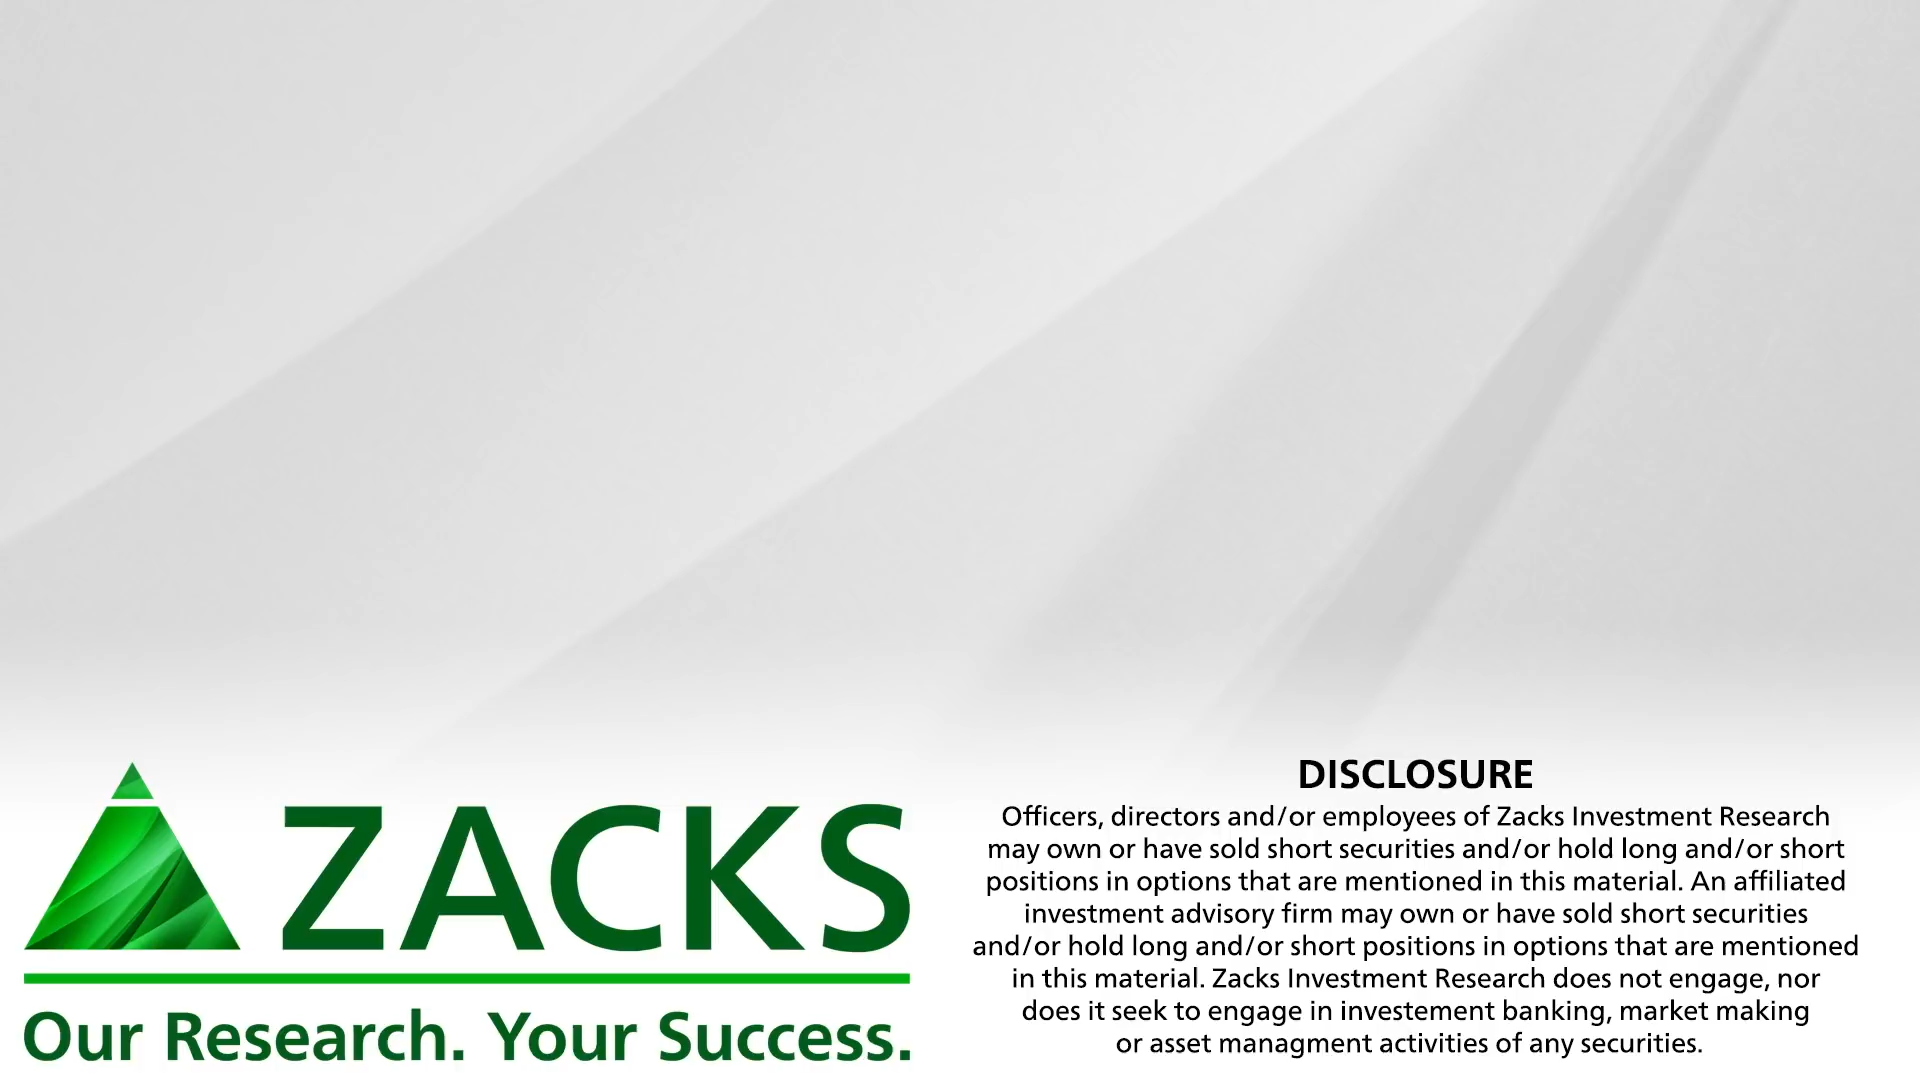 ZACKS
Our Research. Your Success.
DISCLOSURE
Officers, directors and/or employees of Zacks Investment Research
may own or have sold short securities and/or hold long and/or short
positions in options that are mentioned in this material. An affiliated
investment advisory firm may own or have sold short securities
and/or hold long and/or short positions in options that are mentioned
in this material. Zacks Investment Research does not engage, nor
does it seek to engage in investement banking, market making
or asset managment activities of any securities.